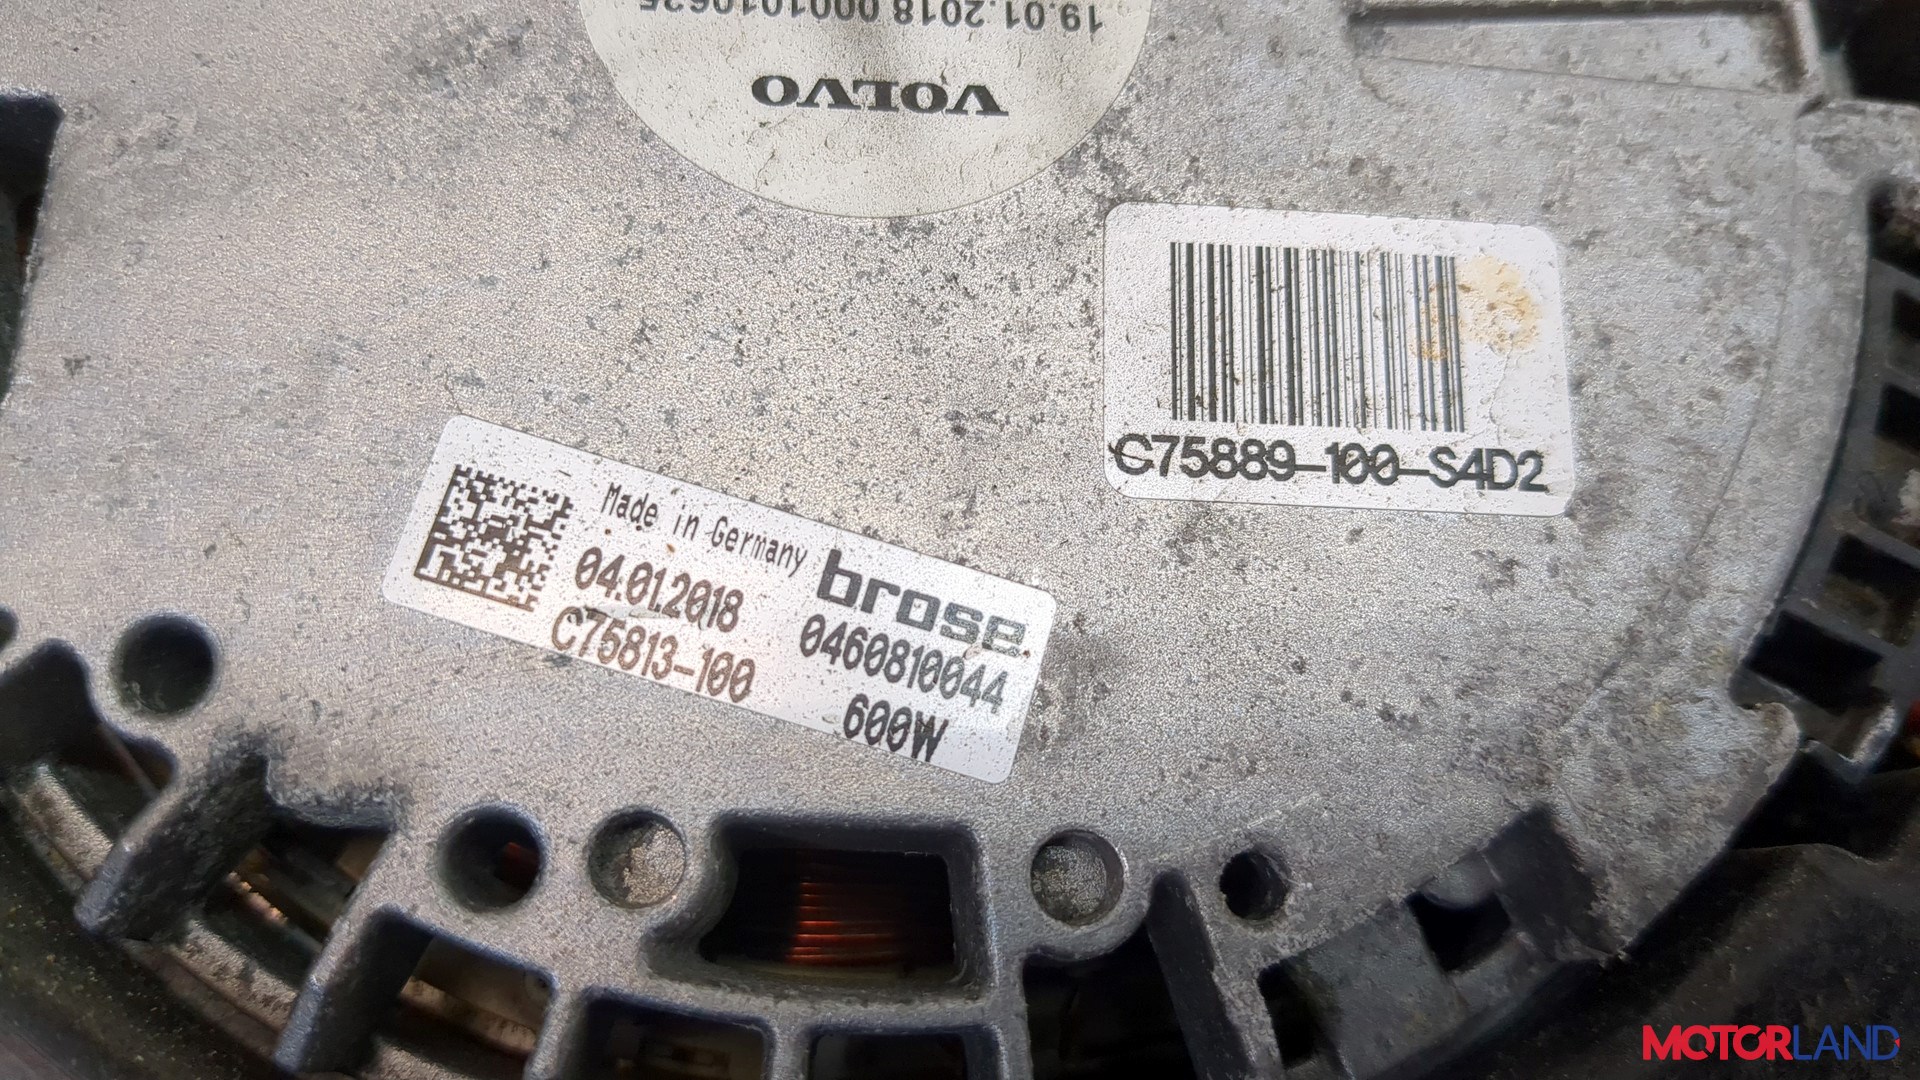 19.01.2018 000110625
VOLVO
C75889-100-S4D2
Made in Germany
brose
04.01.2018
0460810044
C75813-100
600W
MOTORLAND